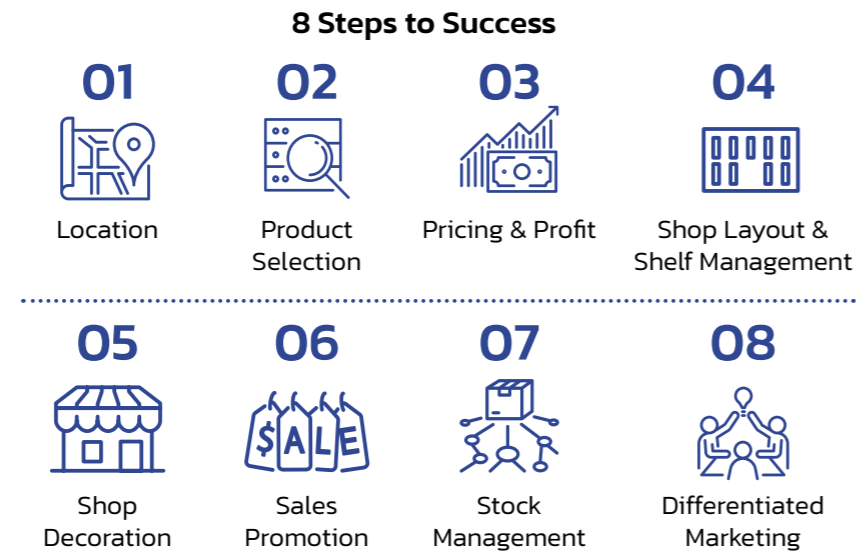 8 Steps to Success
01
02
03
04
Location
Product
Selection
Pricing & Profit
Shop Layout &
Shelf Management
05
06
07
08
$ALE
Shop
Decoration
Sales
Promotion
Stock
Management
Differentiated
Marketing